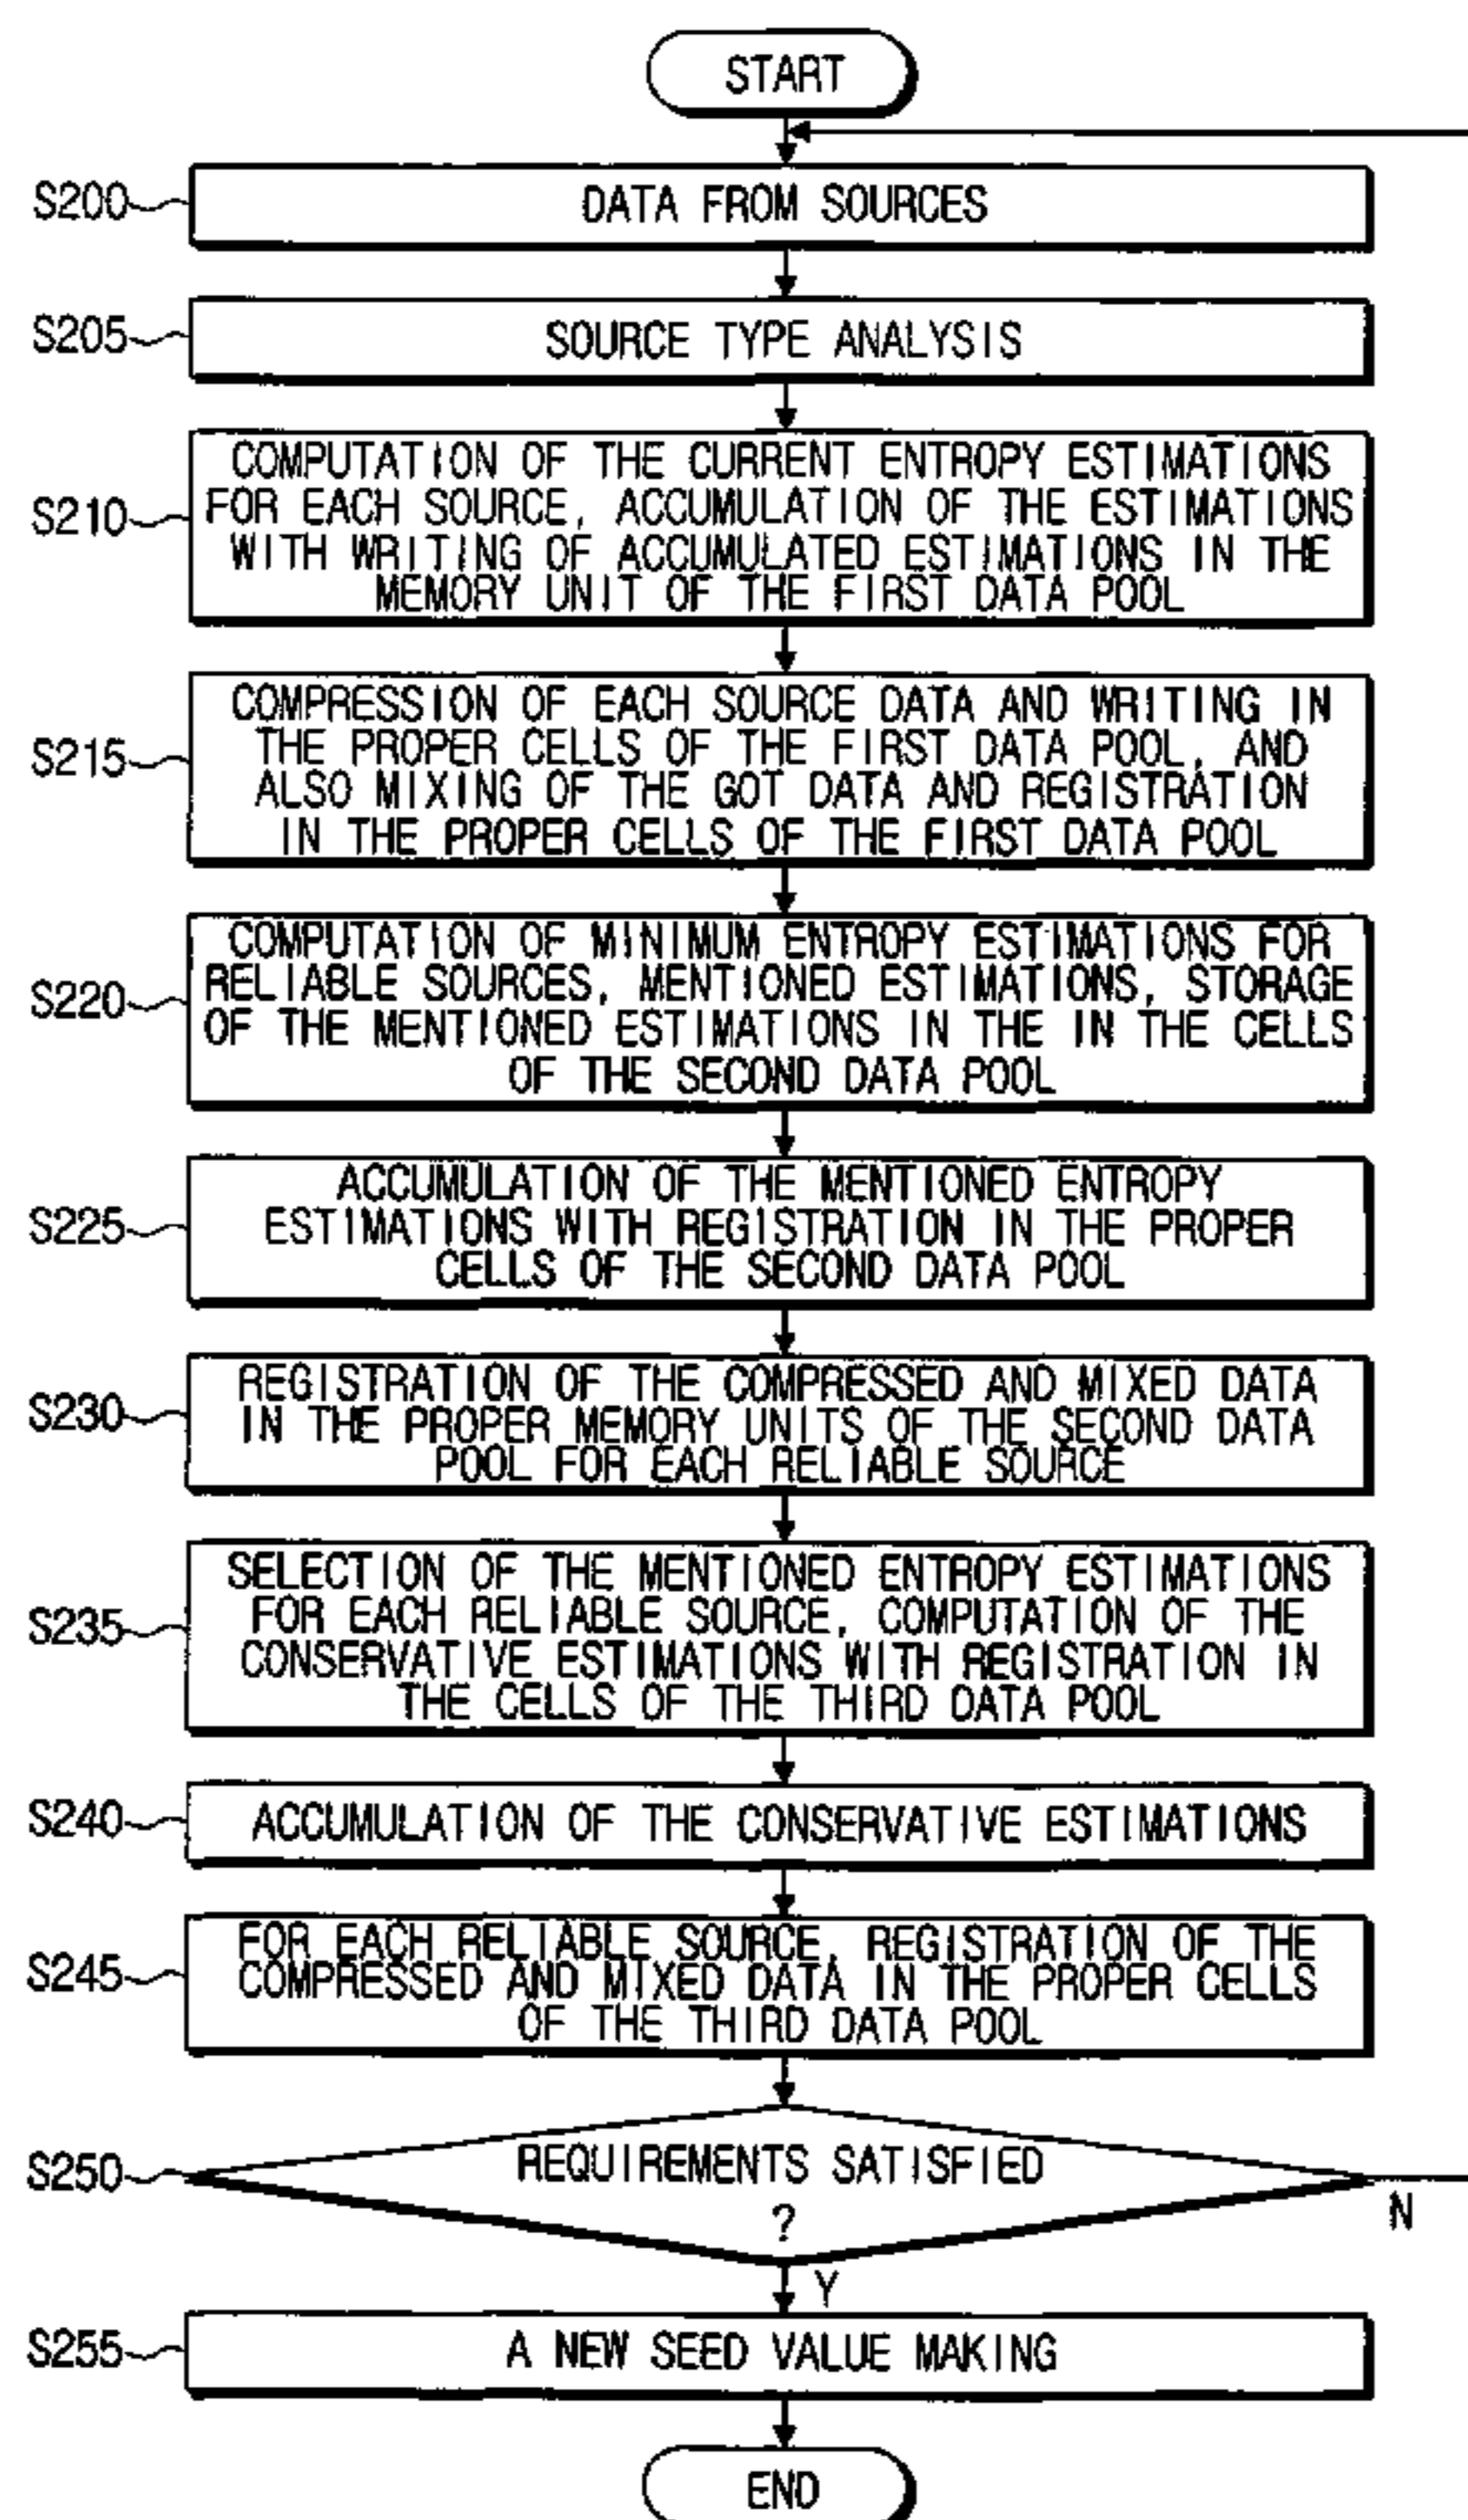 START
S200
DATA FROM SOURCES
S205
SOURCE TYPE ANALYSIS
S210
COMPUTATION OF THE CURRENT ENTROPY ESTIMATIONS
FOR EACH SOURCE, ACCUMULATION OF THE ESTIMATIONS
WITH WRITING OF ACCUMULATED ESTIMATIONS IN THE
MEMORY UNIT OF THE FIRST DATA POOL
S215
COMPRESSION OF EACH SOURCE DATA AND WRITING IN
THE PROPER CELLS OF THE FIRST DATA POOL, AND
ALSO MIXING OF THE GOT DATA AND REGISTRATION
IN THE PROPER CELLS OF THE FIRST DATA POOL
S220
COMPUTATION OF MINIMUM ENTROPY ESTIMATIONS FOR
RELIABLE SOURCES, MENTIONED ESTIMATIONS, STORAGE
OF THE MENTIONED ESTIMATIONS IN THE IN THE CELLS
OF THE SECOND DATA POOL
S225
ACCUMULATION OF THE MENTIONED ENTROPY
ESTIMATIONS WITH REGISTRATION IN THE PROPER
CELLS OF THE SECOND DATA POOL
S230
REGISTRATION OF THE COMPRESSED AND MIXED DATA
IN THE PROPER MEMORY UNITS OF THE SECOND DATA
POOL FOR EACH RELIABLE SOURCE
S235
SELECTION OF THE MENTIONED ENTROPY ESTIMATIONS
FOR EACH RELIABLE SOURCE, COMPUTATION OF THE
CONSERVATIVE ESTIMATIONS WITH REGISTRATION IN
THE CELLS OF THE THIRD DATA POOL
S240
ACCUMULATION OF THE CONSERVATIVE ESTIMATIONS
S245
FOR EACH RELIABLE SOURCE, REGISTRATION OF THE
COMPRESSED AND MIXED DATA IN THE PROPER CELLS
OF THE THIRD DATA POOL
S250
REQUIREMENTS SATISFIED
?
N
Y
S255
A NEW SEED VALUE MAKING
END